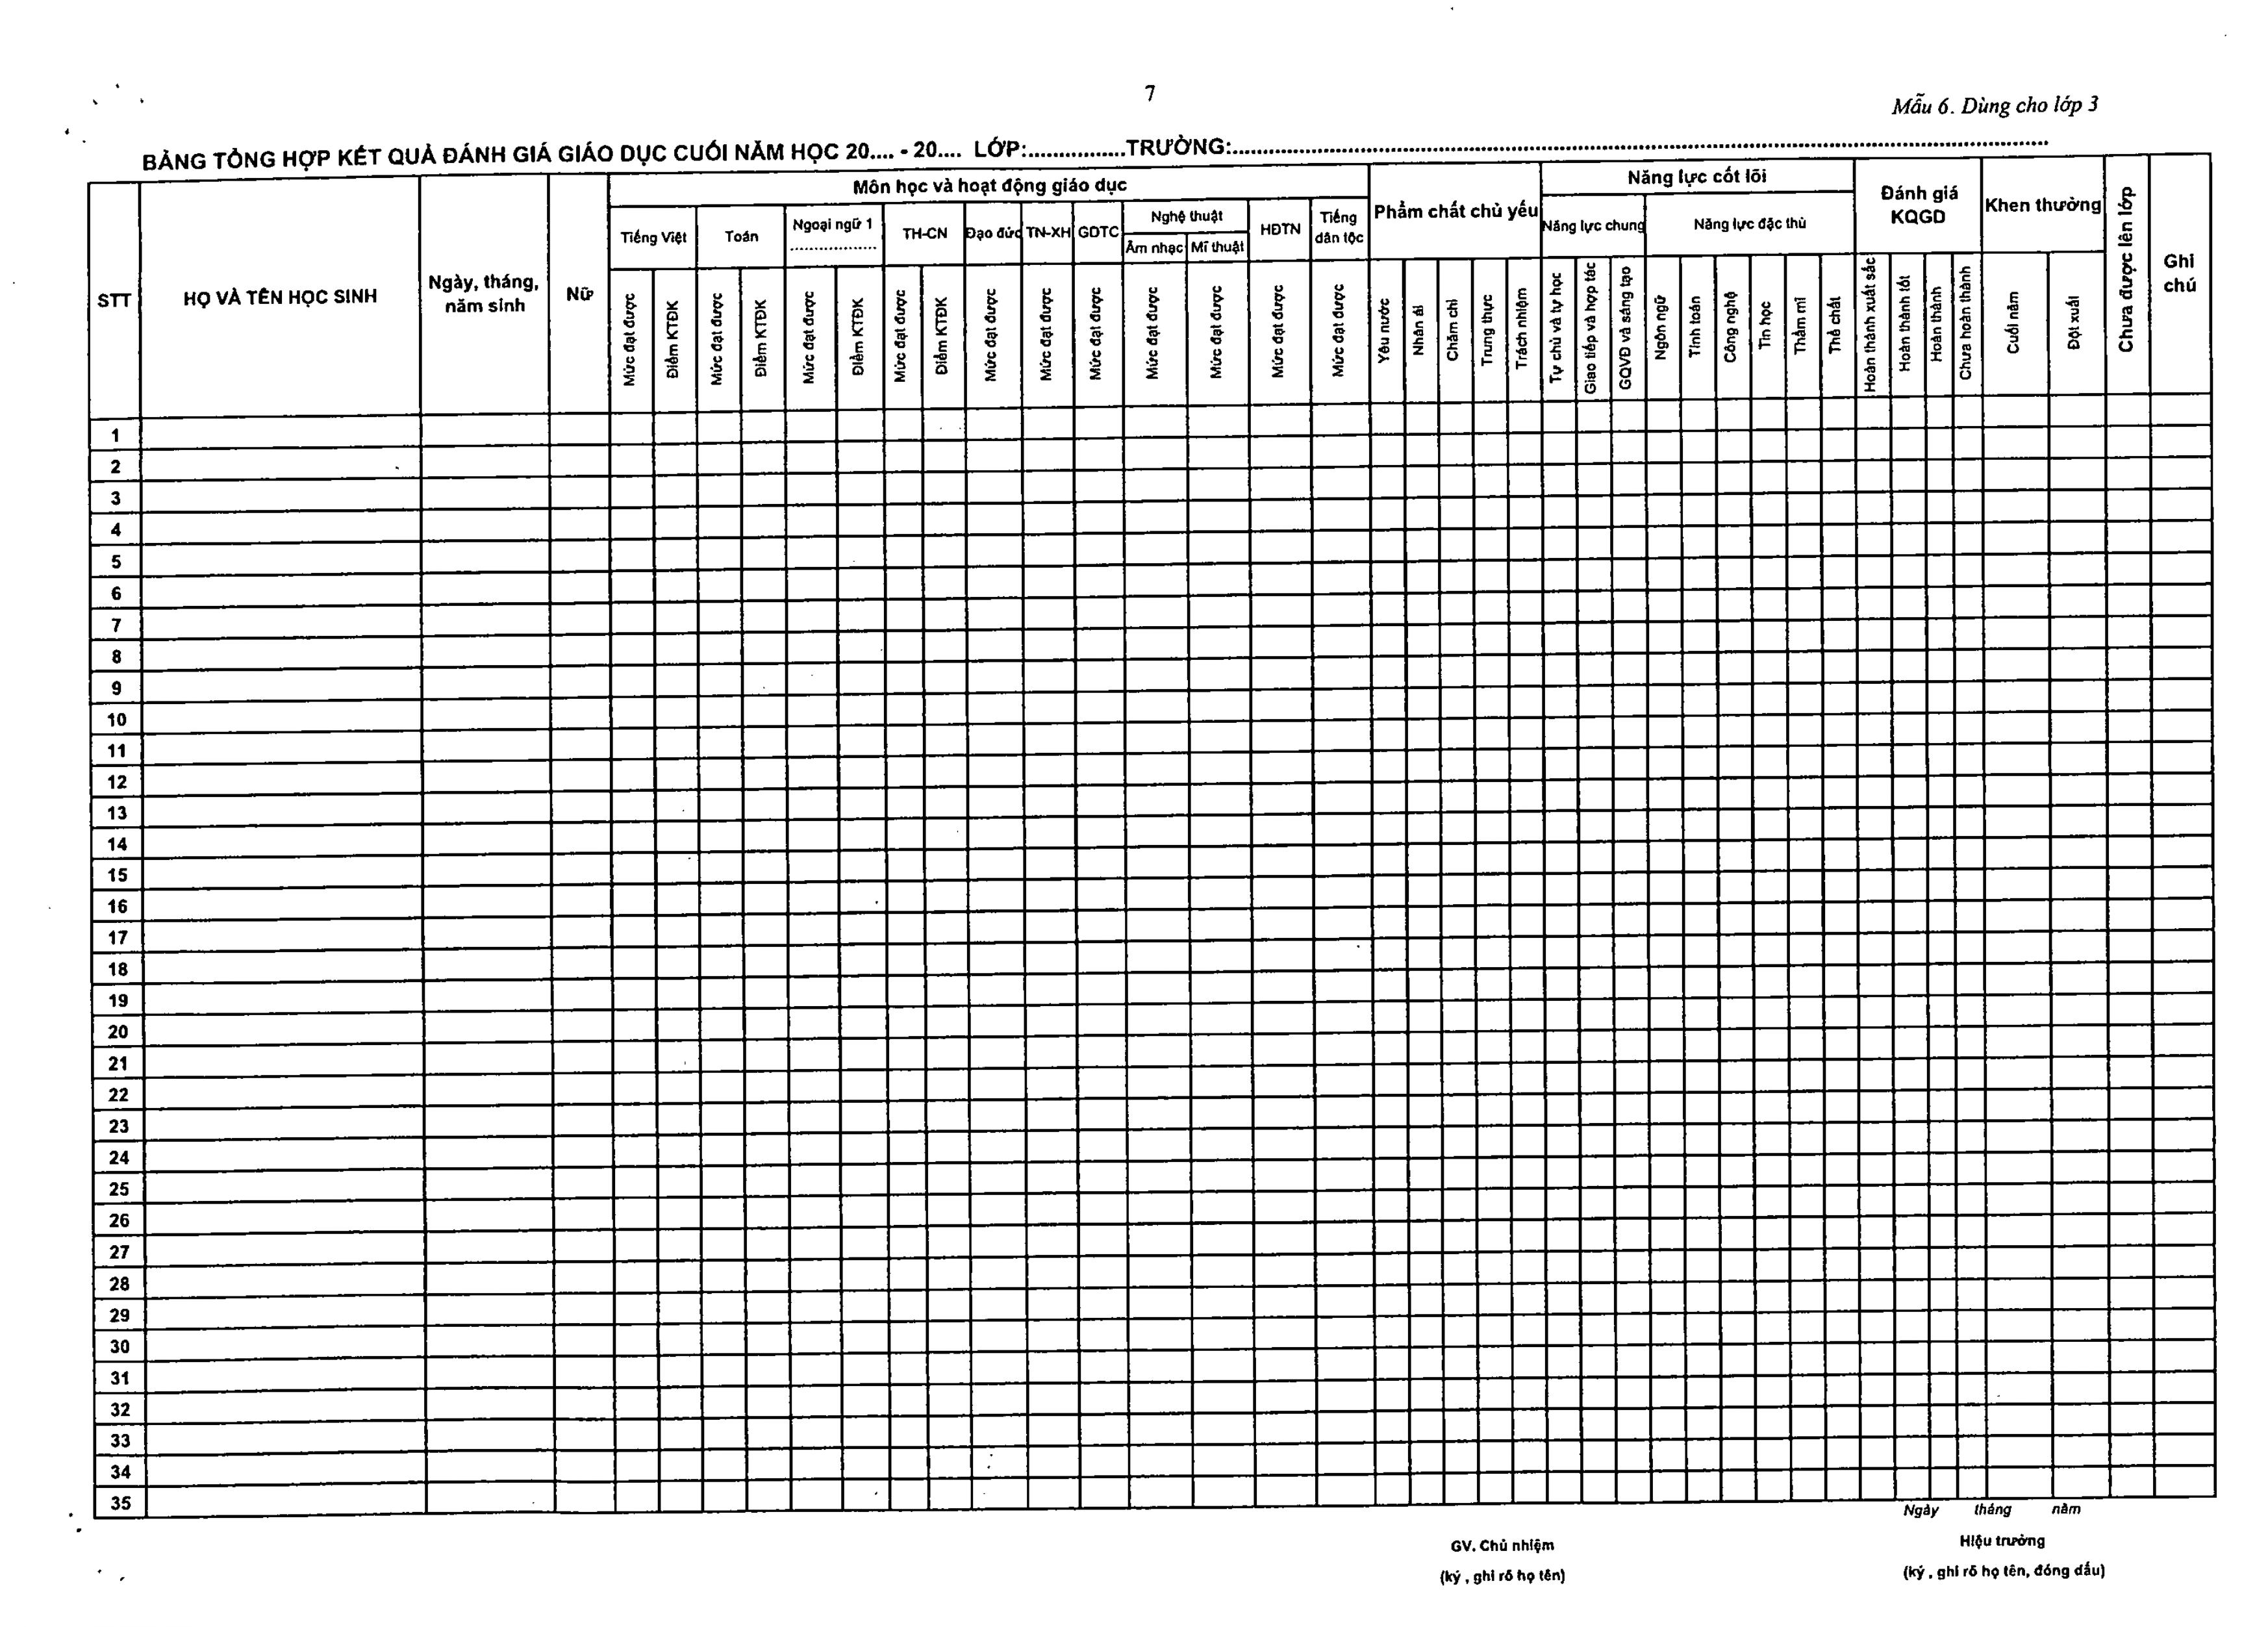 7
Mẫu 6. Dùng cho lớp 3
BẢNG TỔNG HỢP KẾT QUẢ ĐÁNH GIÁ GIÁO DỤC CUỐI NĂM HỌC 20.... - 20.... LỚP:................TRƯỜNG:................................................................
STT
HỌ VÀ TÊN HỌC SINH
Ngày, tháng,
năm sinh
Nữ
Môn học và hoạt động giáo dục
Tiếng Việt
Toán
Ngoại ngữ 1
..................
TH-CN
Đạo đức
TN-XH
GDTC
Nghệ thuật
Âm nhạc
Mĩ thuật
HĐTN
Tiếng
dân tộc
Mức đạt được
Điểm KTĐK
Mức đạt được
Điểm KTĐK
Mức đạt được
Điểm KTĐK
Mức đạt được
Điểm KTĐK
Mức đạt được
Mức đạt được
Mức đạt được
Mức đạt được
Mức đạt được
Mức đạt được
Mức đạt được
Phẩm chất chủ yếu
Yêu nước
Nhân ái
Chăm chỉ
Trung thực
Trách nhiệm
Năng lực cốt lõi
Năng lực chung
Năng lực đặc thù
Tự chủ và tự học
Giao tiếp và hợp tác
GQVĐ và sáng tạo
Ngôn ngữ
Tính toán
Công nghệ
Tin học
Thẩm mĩ
Thể chất
Đánh giá
KQGD
Hoàn thành xuất sắc
Hoàn thành tốt
Hoàn thành
Chưa hoàn thành
Khen thưởng
Cuối năm
Đột xuất
Chưa được lên lớp
Ghi
chú
1
2
3
4
5
6
7
8
9
10
11
12
13
14
15
16
17
18
19
20
21
22
23
24
25
26
27
28
29
30
31
32
33
34
35
Ngày tháng năm
GV. Chủ nhiệm
(ký , ghi rõ họ tên)
Hiệu trưởng
(ký , ghi rõ họ tên, đóng dấu)